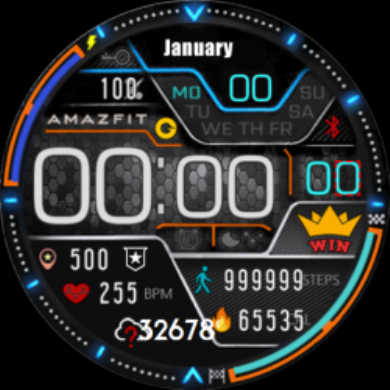 January
100%
MO 00 SU
TU SA
WE TH FR
AMAZFIT
00:00 00
WIN
500
999999 STEPS
255 BPM
65535
32678°